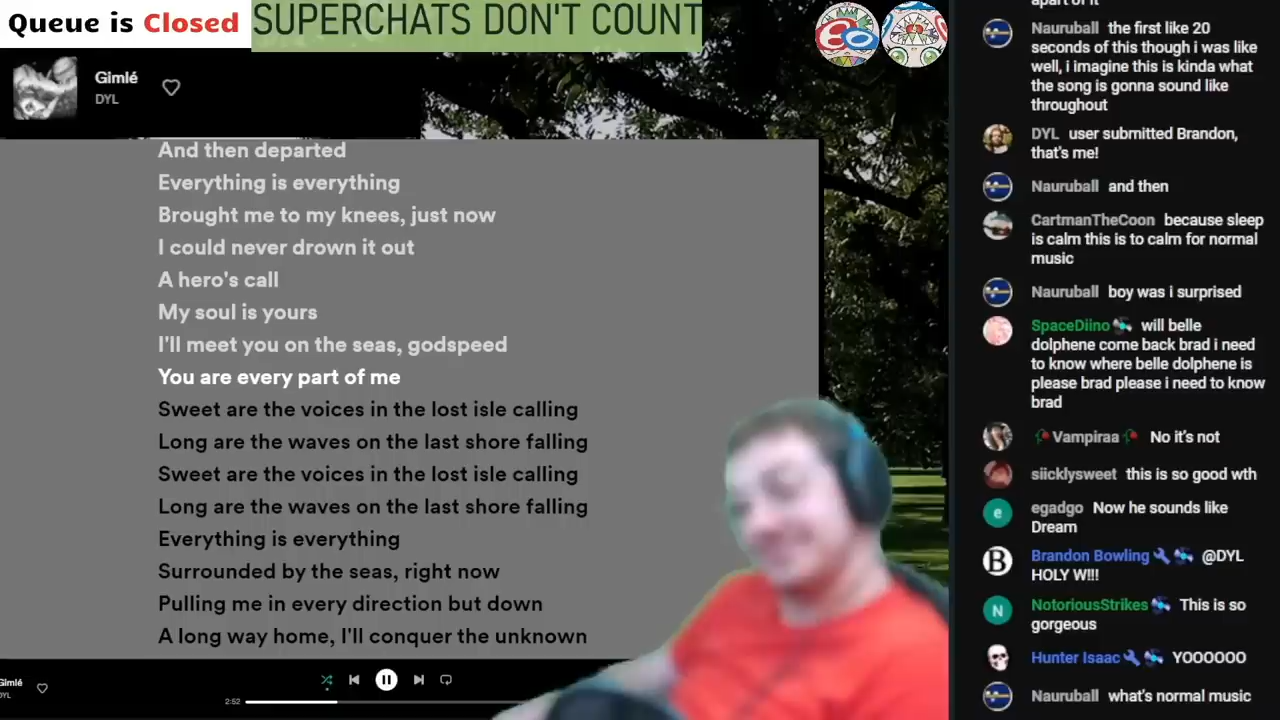 Queue is Closed
SUPERCHATS DON'T COUNT
Gimlé
DYL
And then departed
Everything is everything
Brought me to my knees, just now
I could never drown it out
A hero's call
My soul is yours
I'll meet you on the seas, godspeed
You are every part of me
Sweet are the voices in the lost isle calling
Long are the waves on the last shore falling
Sweet are the voices in the lost isle calling
Long are the waves on the last shore falling
Everything is everything
Surrounded by the seas, right now
Pulling me in every direction but down
A long way home, I'll conquer the unknown
Gimlé
DYL
2:52
apart of it
Nauruball the first like 20
seconds of this though i was like
well, i imagine this is kinda what
the song is gonna sound like
throughout
DYL user submitted Brandon,
that's me!
Nauruball and then
CartmanTheCoon because sleep
is calm this is to calm for normal
music
Nauruball boy was i surprised
SpaceDiino will belle
dolphene come back brad i need
to know where belle dolphene is
please brad please i need to know
brad
Vampiraa No it's not
siicklysweet this is so good wth
e
egadgo Now he sounds like
Dream
B
Brandon Bowling @DYL
HOLY W!!!
N
NotoriousStrikes This is so
gorgeous
Hunter Isaac YOOOOOO
Nauruball what's normal music